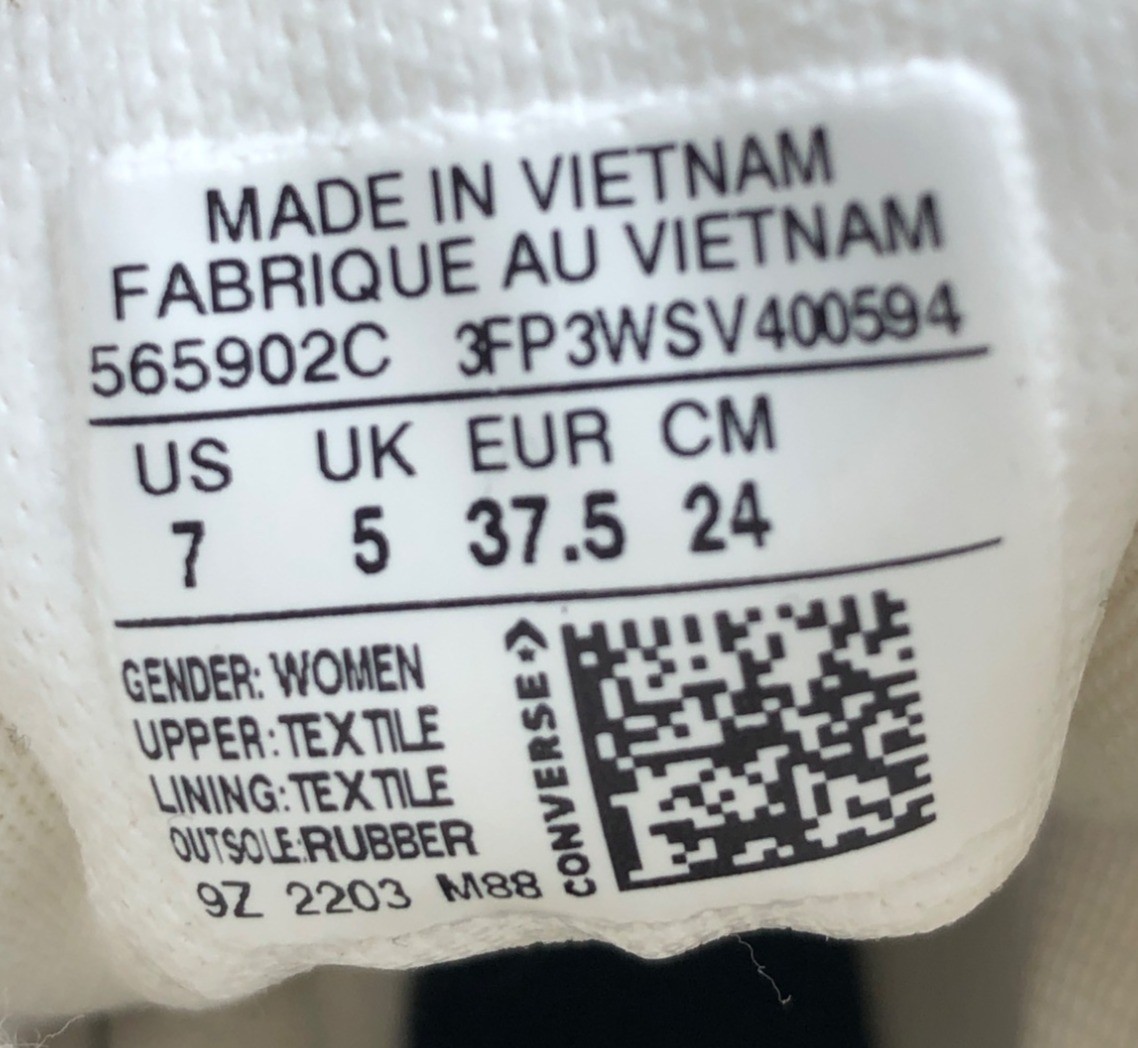 MADE IN VIETNAM
FABRIQUE AU VIETNAM
565902C 3FP3WSV400594
US UK EUR CM
7 5 37.5 24
GENDER: WOMEN
UPPER:TEXTILE
LINING:TEXTILE
OUTSOLE:RUBBER
9Z 2203 M88
CONVERSE